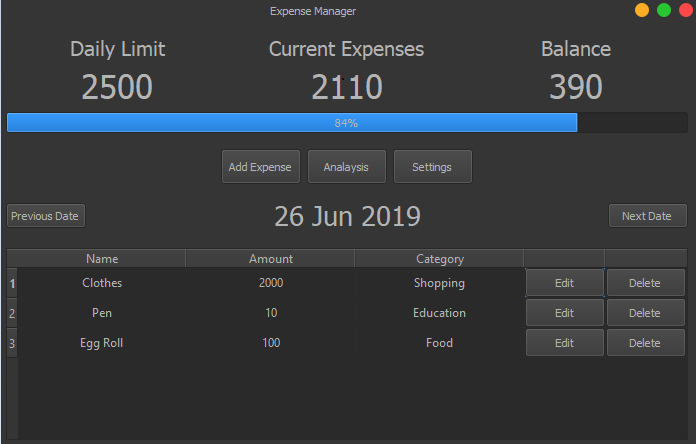 Expense Manager
Daily Limit Current Expenses Balance
2500 2110 390
84%
Add Expense Analaysis Settings
Previous Date 26 Jun 2019 Next Date
Name Amount Category
1 Clothes 2000 Shopping Edit Delete
2 Pen 10 Education Edit Delete
3 Egg Roll 100 Food Edit Delete